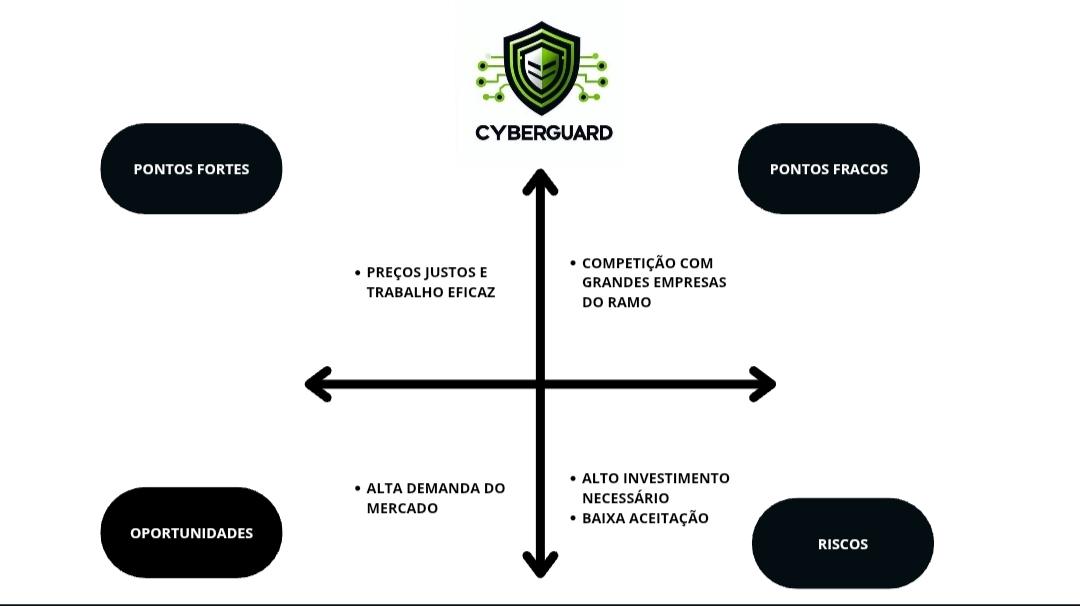 CYBERGUARD
PONTOS FORTES
PONTOS FRACOS
• PREÇOS JUSTOS E
TRABALHO EFICAZ
• COMPETIÇÃO COM
GRANDES EMPRESAS
DO RAMO
• ALTA DEMANDA DO
MERCADO
• ALTO INVESTIMENTO
NECESSÁRIO
• BAIXA ACEITAÇÃO
OPORTUNIDADES
RISCOS